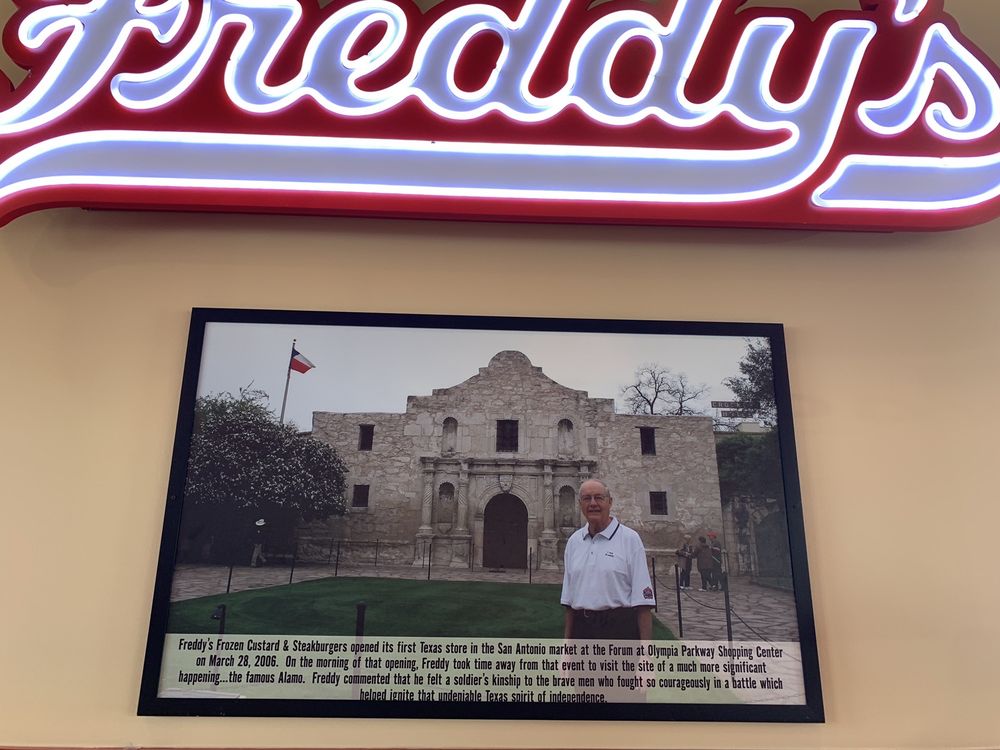 Freddy's
CROCKETT
Freddy's Frozen Custard & Steakburgers opened its first Texas store in the San Antonio market at the Forum at Olympia Parkway Shopping Center
on March 28, 2006. On the morning of that opening, Freddy took time away from that event to visit the site of a much more significant
happening...the famous Alamo. Freddy commented that he felt a soldier's kinship to the brave men who fought so courageously in a battle which
helped ignite that undeniable Texas spirit of independence.